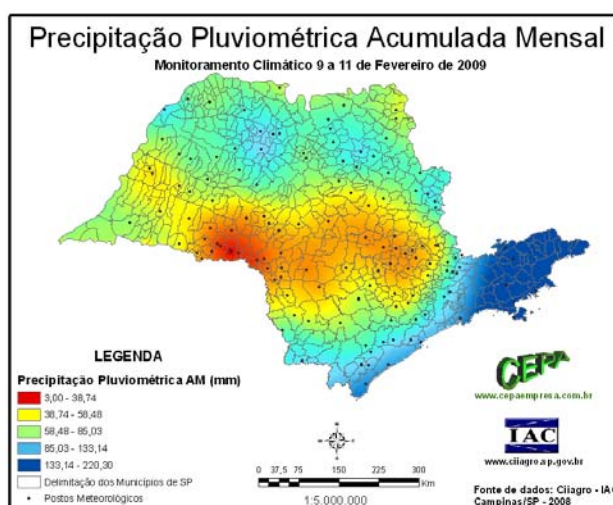 Precipitação Pluviométrica Acumulada Mensal
Monitoramento Climático 9 a 11 de Fevereiro de 2009
LEGENDA
Precipitação Pluviométrica AM (mm)
3,00 - 38,74
38,74 - 58,48
58,48 - 85,03
85,03 - 133,14
133,14 - 220,30
Delimitação dos Municípios de SP
Postos Meteorológicos
0 37,5 75 150 225 300
Km
1:5.000.000
CEPA
www.cepaempresa.com.br
IAC
www.ciiagro.sp.gov.br
Fonte de dados: Ciiagro - IAC
Campinas/SP - 2008